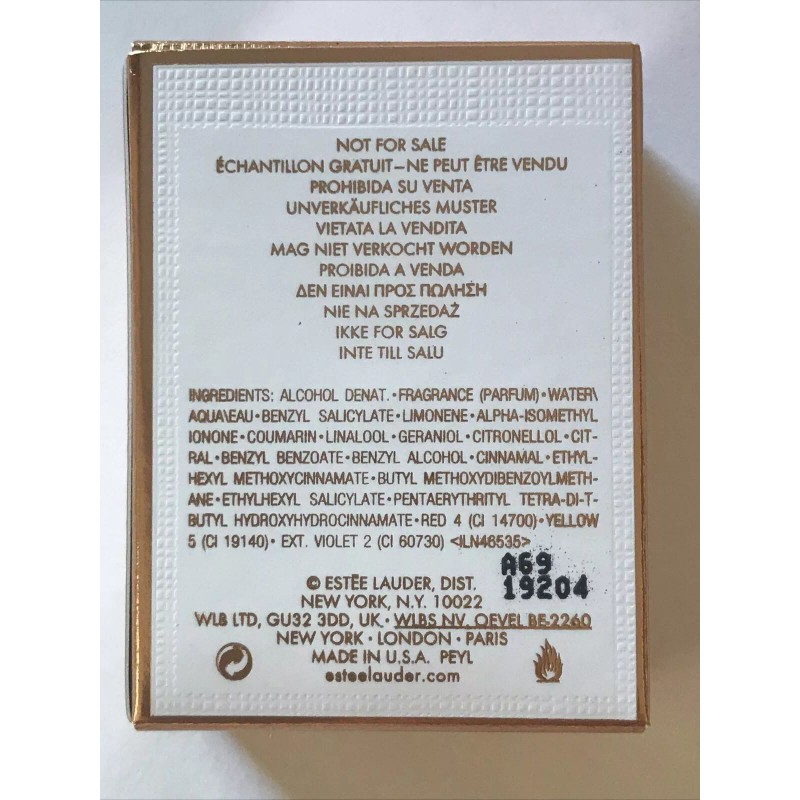 NOT FOR SALE
ÉCHANTILLON GRATUIT–NE PEUT ÊTRE VENDU
PROHIBIDA SU VENTA
UNVERKÄUFLICHES MUSTER
VIETATA LA VENDITA
MAG NIET VERKOCHT WORDEN
PROIBIDA A VENDA
ΔΕΝ ΕΙΝΑΙ ΠΡΟΣ ΠΩΛΗΣΗ
NIE NA SPRZEDAŻ
IKKE FOR SALG
INTE TILL SALU
INGREDIENTS: ALCOHOL DENAT.•FRAGRANCE (PARFUM)•WATER\
AQUA\EAU•BENZYL SALICYLATE•LIMONENE•ALPHA-ISOMETHYL
IONONE•COUMARIN•LINALOOL•GERANIOL•CITRONELLOL•CIT-
RAL•BENZYL BENZOATE•BENZYL ALCOHOL•CINNAMAL•ETHYL-
HEXYL METHOXYCINNAMATE•BUTYL METHOXYDIBENZOYLMETH-
ANE•ETHYLHEXYL SALICYLATE•PENTAERYTHRITYL TETRA-DI-T-
BUTYL HYDROXYHYDROCINNAMATE•RED 4 (CI 14700)•YELLOW
5 (CI 19140)• EXT. VIOLET 2 (CI 60730) <ILN46535>
A69
19204
© ESTĒE LAUDER, DIST.
NEW YORK, N.Y. 10022
WLB LTD, GU32 3DD, UK.• WLBS NV. OEVEL BE-2260
NEW YORK • LONDON • PARIS
MADE IN U.S.A. PEYL
esteelauder.com